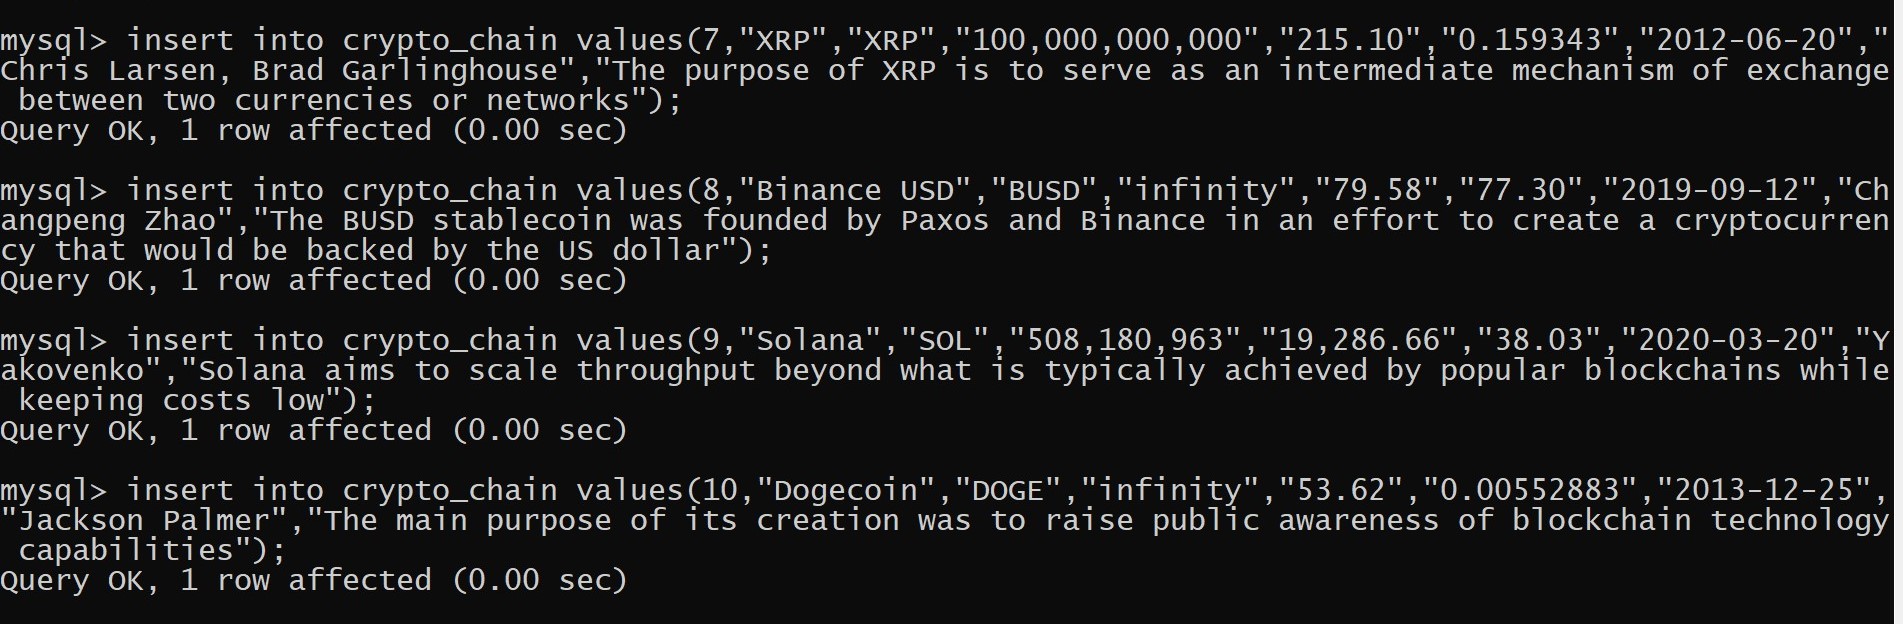 mysql> insert into crypto_chain values(7,"XRP","XRP","100,000,000,000","215.10","0.159343","2012-06-20","
Chris Larsen, Brad Garlinghouse","The purpose of XRP is to serve as an intermediate mechanism of exchange
 between two currencies or networks");
Query OK, 1 row affected (0.00 sec)

mysql> insert into crypto_chain values(8,"Binance USD","BUSD","infinity","79.58","77.30","2019-09-12","Ch
angpeng Zhao","The BUSD stablecoin was founded by Paxos and Binance in an effort to create a cryptocurren
cy that would be backed by the US dollar");
Query OK, 1 row affected (0.00 sec)

mysql> insert into crypto_chain values(9,"Solana","SOL","508,180,963","19,286.66","38.03","2020-03-20","Y
akovenko","Solana aims to scale throughput beyond what is typically achieved by popular blockchains while
 keeping costs low");
Query OK, 1 row affected (0.00 sec)

mysql> insert into crypto_chain values(10,"Dogecoin","DOGE","infinity","53.62","0.00552883","2013-12-25",
"Jackson Palmer","The main purpose of its creation was to raise public awareness of blockchain technology
 capabilities");
Query OK, 1 row affected (0.00 sec)